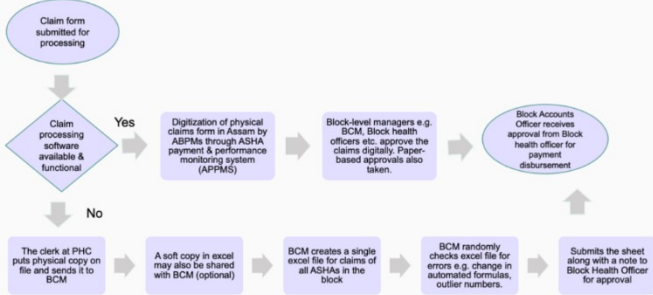 Claim form
submitted for
processing
Claim
processing
software
available &
functional
Yes
Digitization of physical
claims form in Assam by
ABPMs through ASHA
payment & performance
monitoring system
(APPMS)
Block-level managers e.g.
BCM, Block health
officers etc. approve the
claims digitally. Paper-
based approvals also
taken.
Block Accounts
Officer receives
approval from Block
health officer for
payment
disbursement
No
The clerk at PHC
puts physical copy on
file and sends it to
BCM
A soft copy in excel
may also be shared
with BCM (optional)
BCM creates a single
excel file for claims of
all ASHAs in the
block
BCM randomly
checks excel file for
errors e.g. change in
automated formulas,
outlier numbers.
Submits the sheet
along with a note to
Block Health Officer
for approval